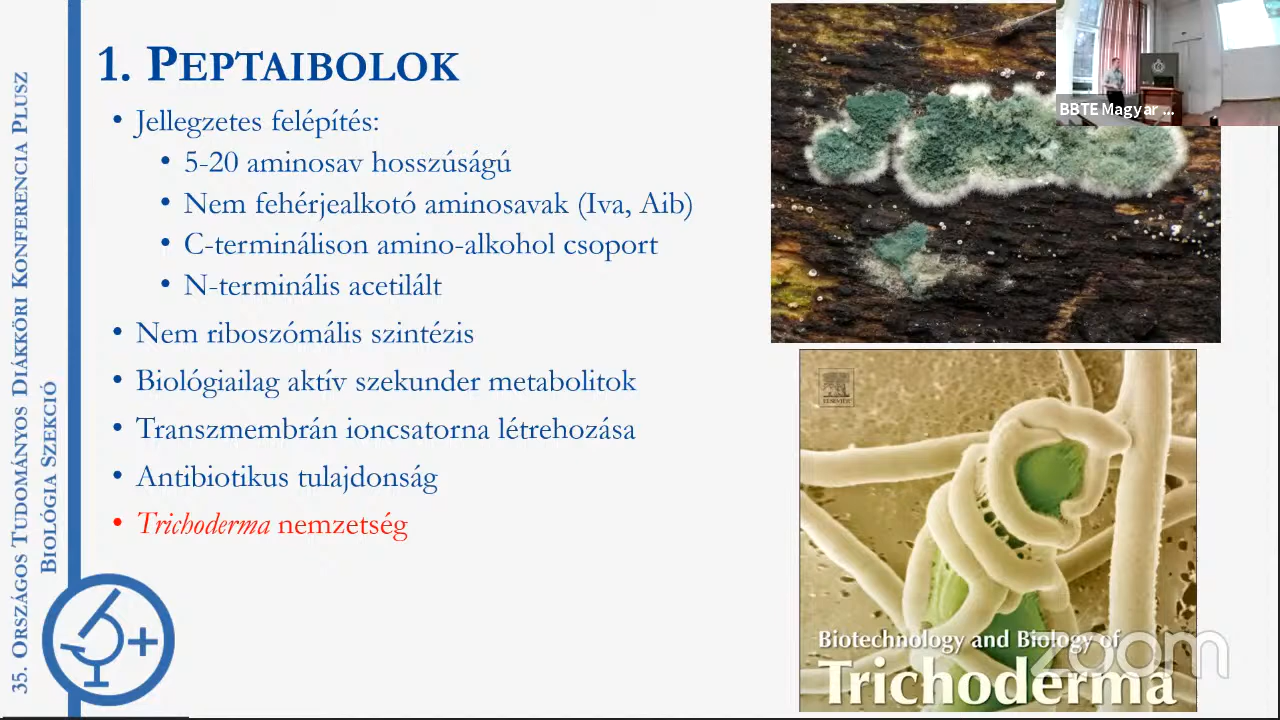 35. Országos Tudományos Diákköri Konferencia Plusz
Biológia Szekció
1. Peptaibolok
• Jellegzetes felépítés:
• 5-20 aminosav hosszúságú
• Nem fehérjealkotó aminosavak (Iva, Aib)
• C-terminálison amino-alkohol csoport
• N-terminális acetilált
• Nem riboszómális szintézis
• Biológiailag aktív szekunder metabolitok
• Transzmembrán ioncsatorna létrehozása
• Antibiotikus tulajdonság
• Trichoderma nemzetség
BBTE Magyar ...
ELSEVIER
Biotechnology and Biology of
Trichoderma
zoom